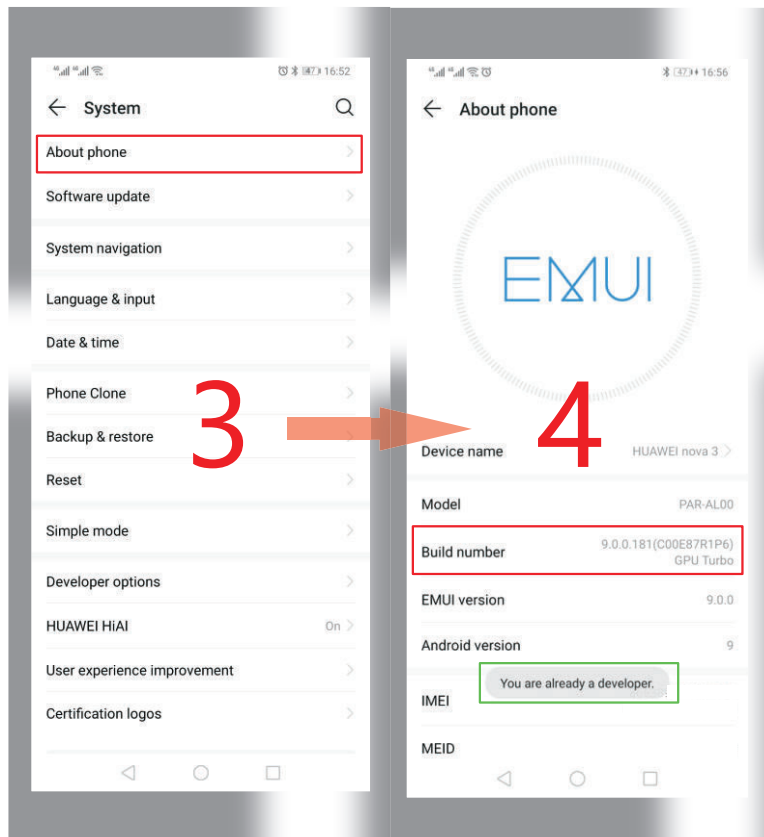 16:52
System
About phone
Software update
System navigation
Language & input
Date & time
Phone Clone
Backup & restore
Reset
Simple mode
Developer options
HUAWEI HiAI On
User experience improvement
Certification logos
3
47 16:56
About phone
EMUI
4
Device name HUAWEI nova 3
Model PAR-AL00
Build number 9.0.0.181(C00E87R1P6)
GPU Turbo
EMUI version 9.0.0
Android version 9
You are already a developer.
IMEI
MEID